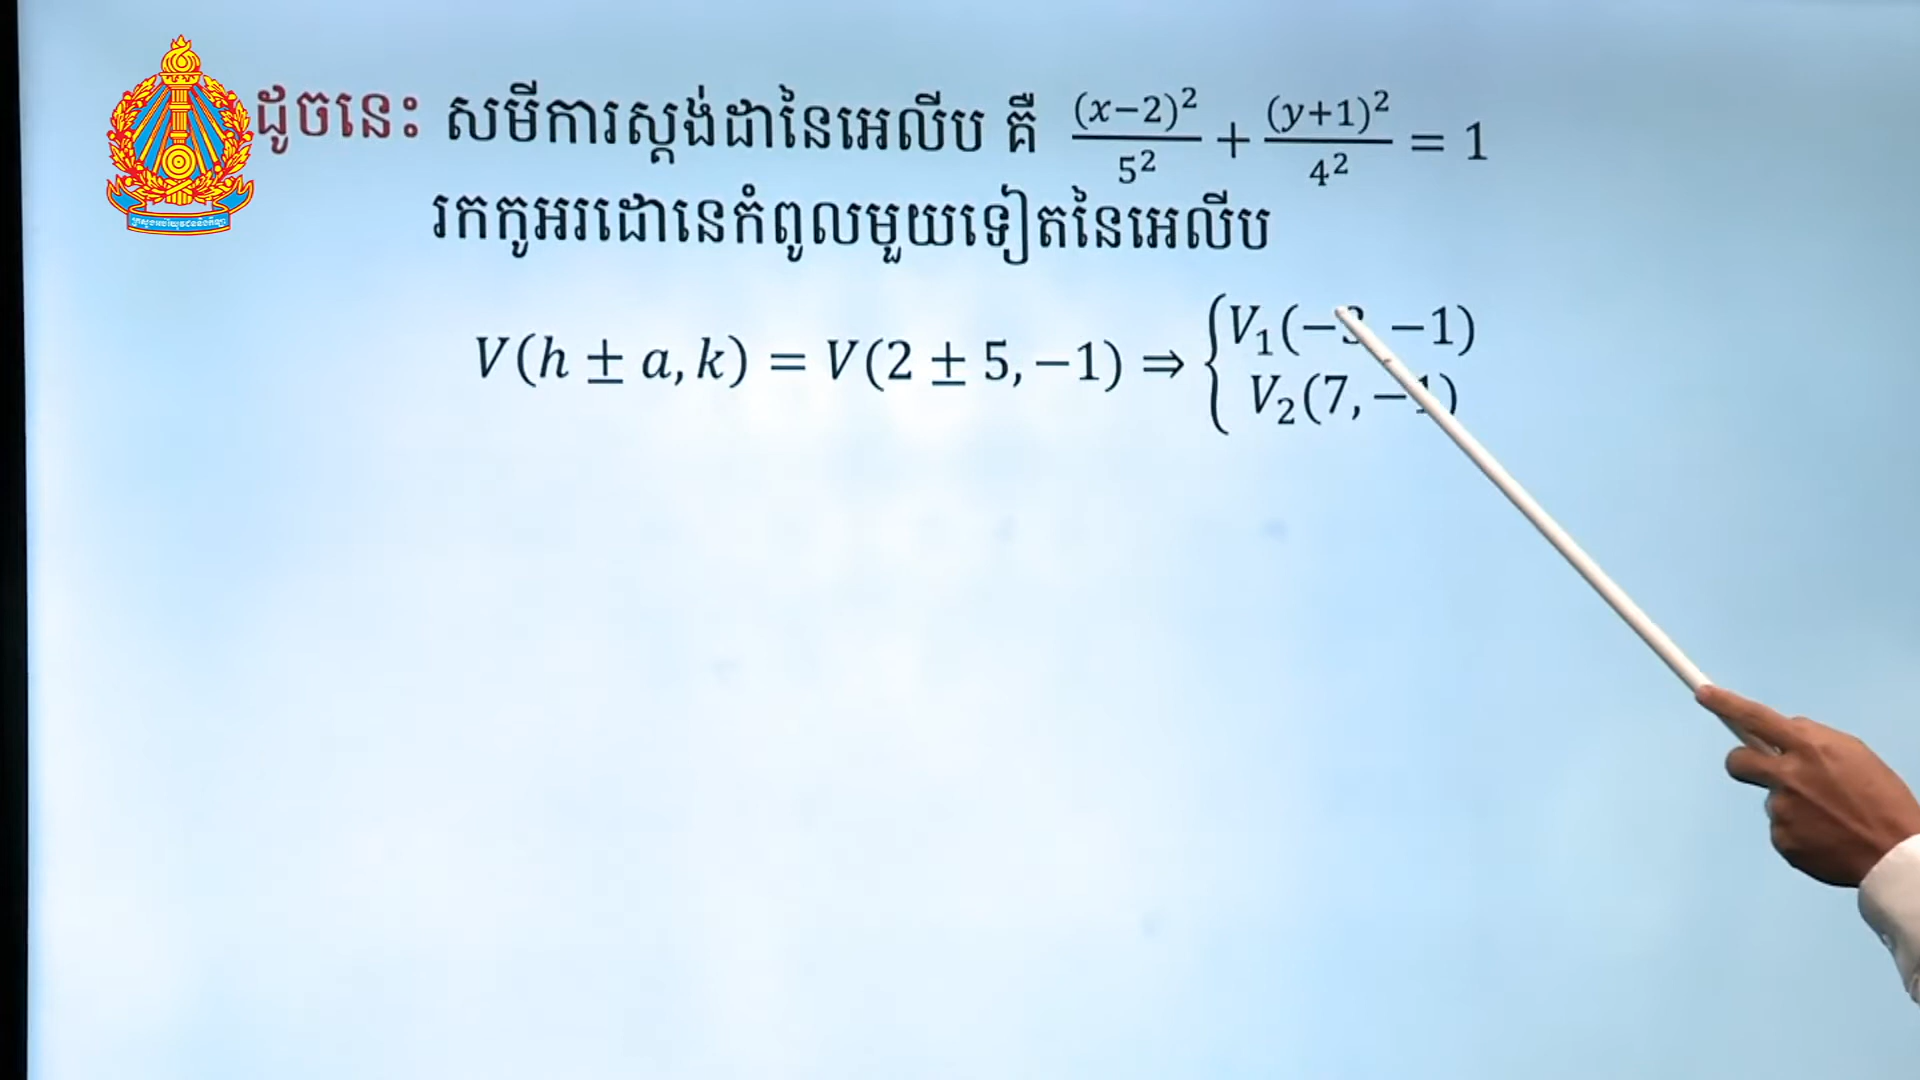 ដូចនេះ សមីការស្តង់ដានៃអេលីប គឺ (x−2)²/5² + (y+1)²/4² = 1
រកកូអរដោនេកំពូលមួយទៀតនៃអេលីប
V(h ± a, k) = V(2 ± 5, −1) ⇒ { V₁(−3, −1)
V₂(7, −1)